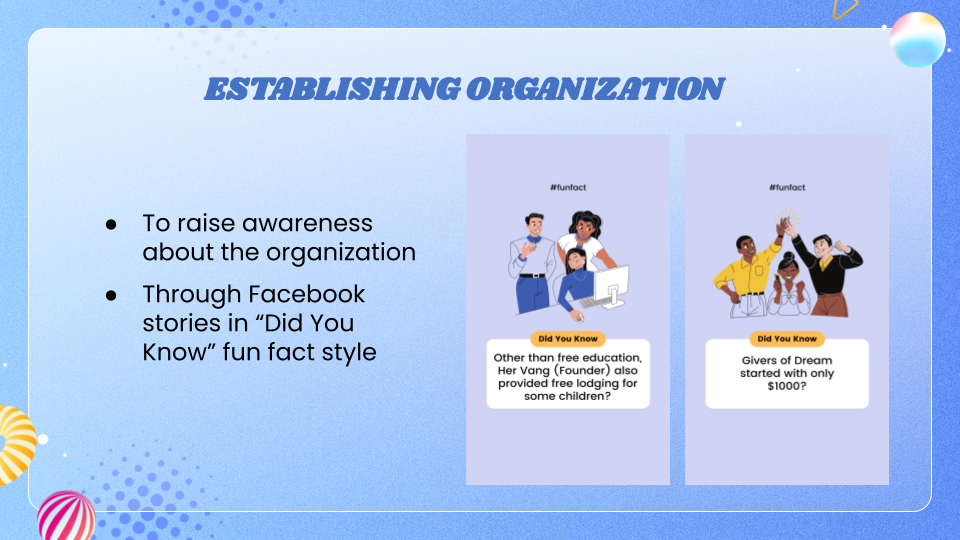 ESTABLISHING ORGANIZATION
● To raise awareness
about the organization
● Through Facebook
stories in “Did You
Know” fun fact style
#funfact
Did You Know
Other than free education,
Her Vang (Founder) also
provided free lodging for
some children?
#funfact
Did You Know
Givers of Dream
started with only
$1000?